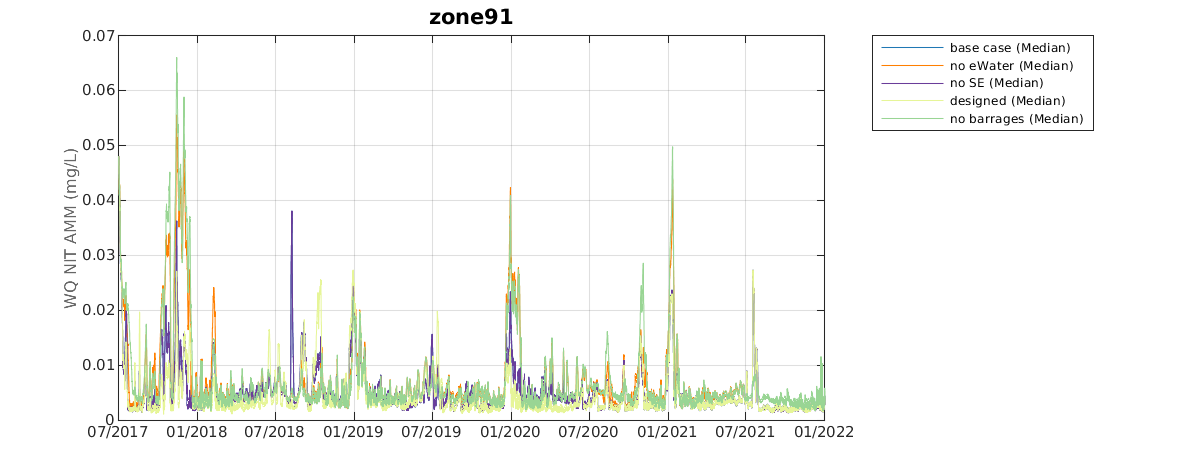 zone91
WQ NIT AMM (mg/L)
0.07
0.06
0.05
0.04
0.03
0.02
0.01
0
07/2017 01/2018 07/2018 01/2019 07/2019 01/2020 07/2020 01/2021 07/2021 01/2022
base case (Median)
no eWater (Median)
no SE (Median)
designed (Median)
no barrages (Median)